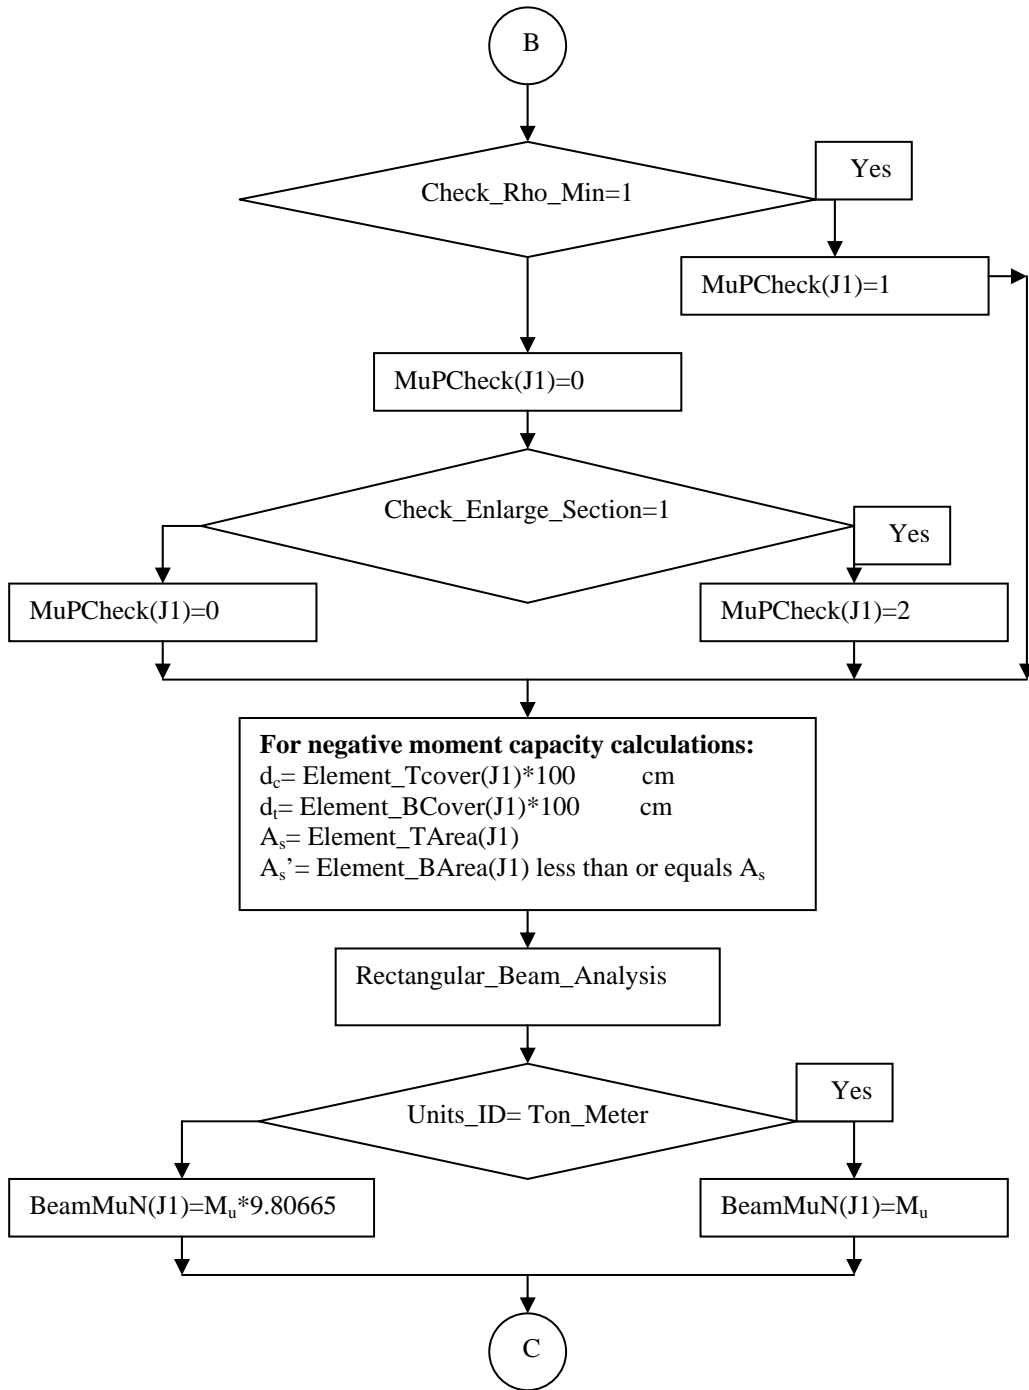 B
Check_Rho_Min=1
Yes
MuPCheck(J1)=1
MuPCheck(J1)=0
Check_Enlarge_Section=1
Yes
MuPCheck(J1)=0
MuPCheck(J1)=2
For negative moment capacity calculations:
dc= Element_Tcover(J1)*100 cm
dt= Element_BCover(J1)*100 cm
As= Element_TArea(J1)
As’= Element_BArea(J1) less than or equals As
Rectangular_Beam_Analysis
Units_ID= Ton_Meter
Yes
BeamMuN(J1)=Mu*9.80665
BeamMuN(J1)=Mu
C